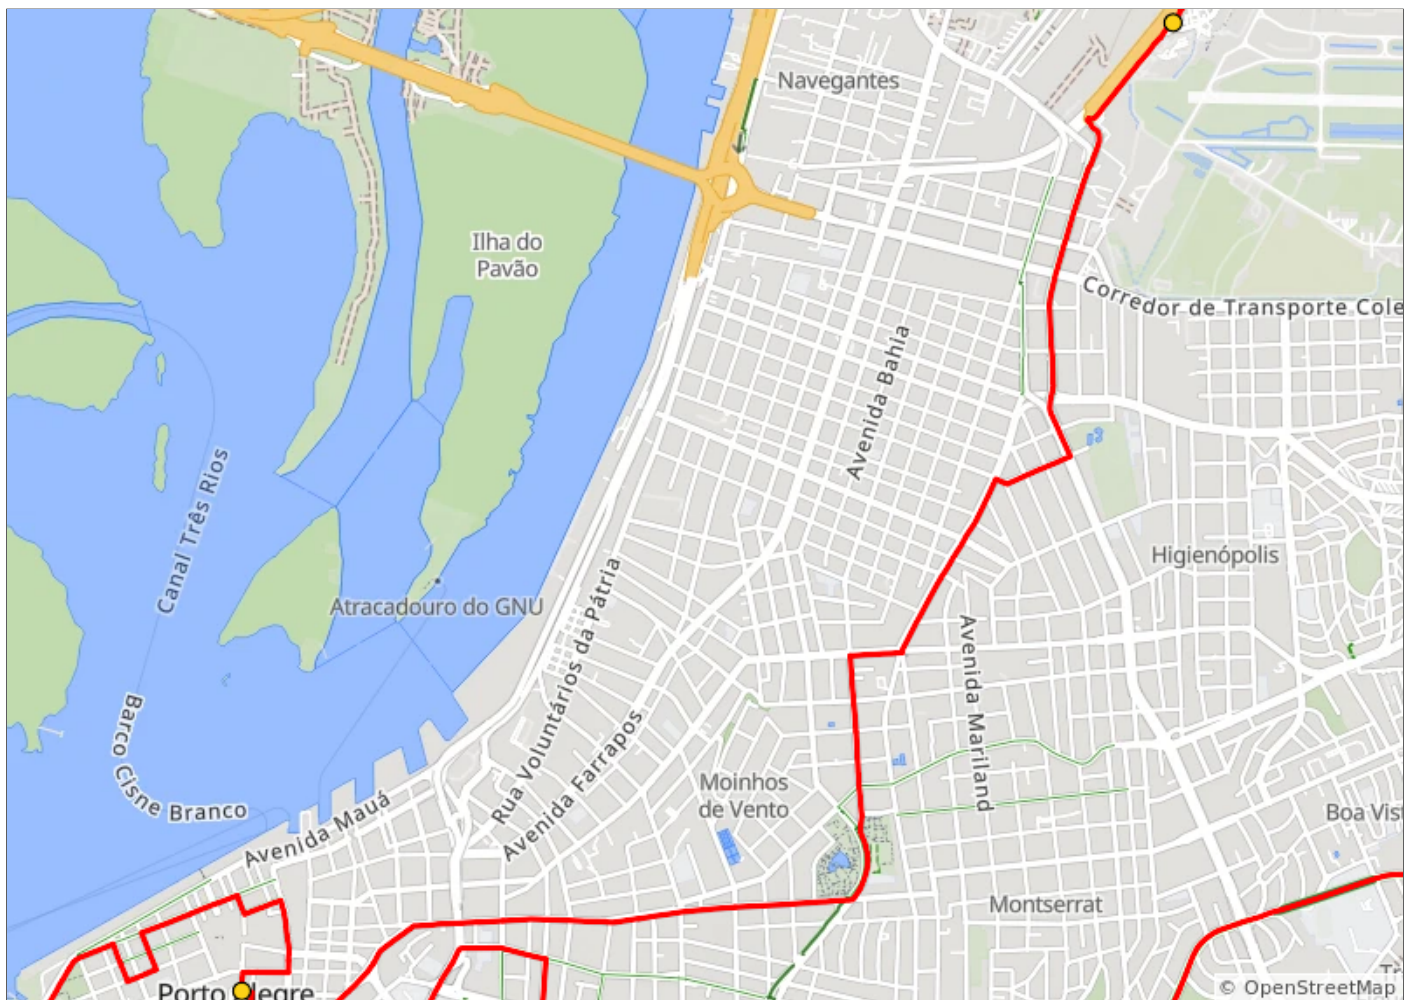 Navegantes
Ilha do
Pavão
Corredor de Transporte Cole
Avenida Bahia
Canal Três Rios
Higienópolis
Atracadouro do GNU
Rua Voluntários da Pátria
Avenida Mariland
Barco Cisne Branco
Avenida Farrapos
Moinhos
de Vento
Avenida Mauá
Boa Vist
Montserrat
Porto Alegre
Tr
© OpenStreetMap